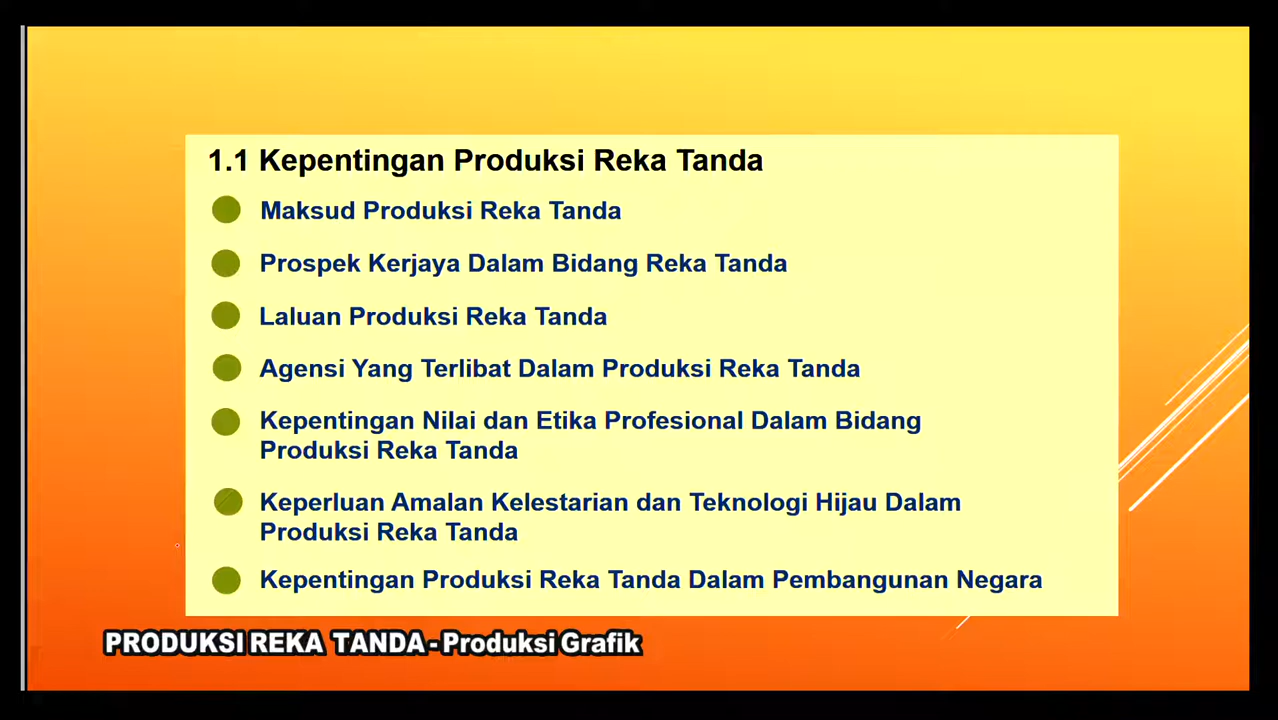 1.1 Kepentingan Produksi Reka Tanda
Maksud Produksi Reka Tanda
Prospek Kerjaya Dalam Bidang Reka Tanda
Laluan Produksi Reka Tanda
Agensi Yang Terlibat Dalam Produksi Reka Tanda
Kepentingan Nilai dan Etika Profesional Dalam Bidang
Produksi Reka Tanda
Keperluan Amalan Kelestarian dan Teknologi Hijau Dalam
Produksi Reka Tanda
Kepentingan Produksi Reka Tanda Dalam Pembangunan Negara
PRODUKSI REKA TANDA - Produksi Grafik